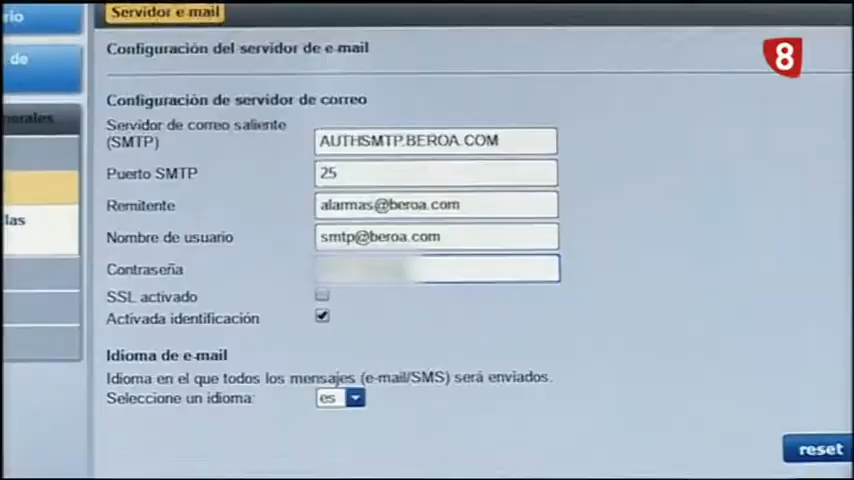 rio
Servidor e-mail
Configuración del servidor de e-mail
8
de
Configuración de servidor de correo
Servidor de correo saliente
(SMTP)
AUTHSMTP.BEROA.COM
Puerto SMTP
25
Remitente
alarmas@beroa.com
las
Nombre de usuario
smtp@beroa.com
Contraseña
SSL activado
Activada identificación
Idioma de e-mail
Idioma en el que todos los mensajes (e-mail/SMS) será enviados.
Seleccione un idioma:
es
reset